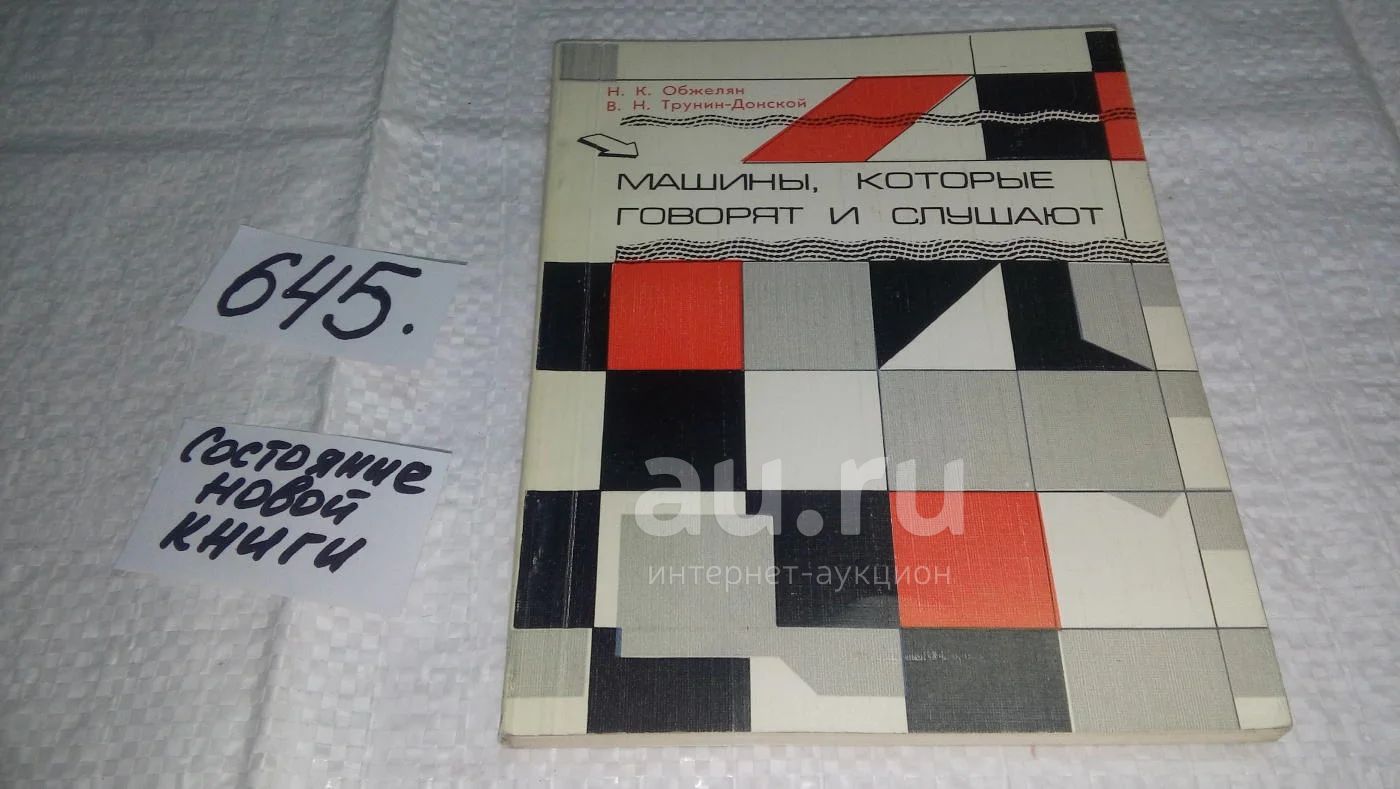 Н. К. Обжелян
В. Н. Трунин-Донской
МАШИНЫ, КОТОРЫЕ
ГОВОРЯТ И СЛУШАЮТ
645.
СОСТОЯНИЕ
НОВОЙ
КНИГИ
au.ru
интернет-аукцион